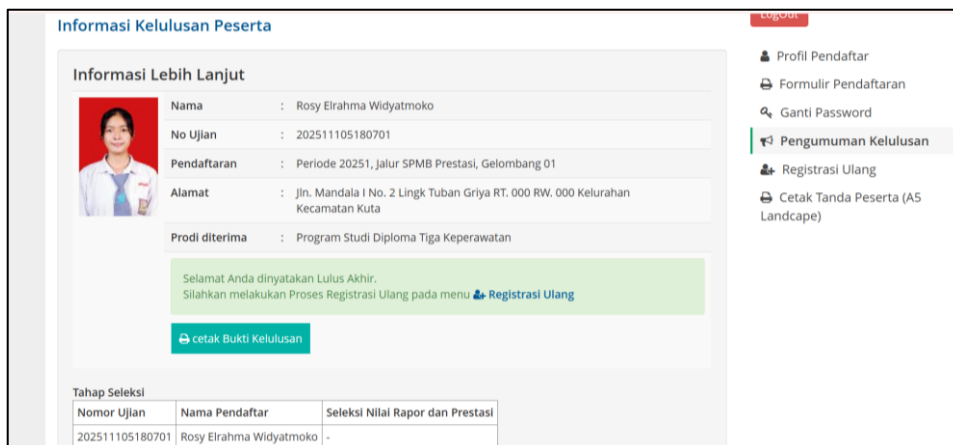 Informasi Kelulusan Peserta
Informasi Lebih Lanjut
Nama : Rosy Elrahma Widyatmoko
No Ujian : 202511105180701
Pendaftaran : Periode 20251, Jalur SPMB Prestasi, Gelombang 01
Alamat : Jln. Mandala I No. 2 Lingk Tuban Griya RT. 000 RW. 000 Kelurahan
Kecamatan Kuta
Prodi diterima : Program Studi Diploma Tiga Keperawatan
Selamat Anda dinyatakan Lulus Akhir.
Silahkan melakukan Proses Registrasi Ulang pada menu Registrasi Ulang
cetak Bukti Kelulusan
Tahap Seleksi
Nomor Ujian Nama Pendaftar Seleksi Nilai Rapor dan Prestasi
202511105180701 Rosy Elrahma Widyatmoko -
LogOut
Profil Pendaftar
Formulir Pendaftaran
Ganti Password
Pengumuman Kelulusan
Registrasi Ulang
Cetak Tanda Peserta (A5
Landcape)